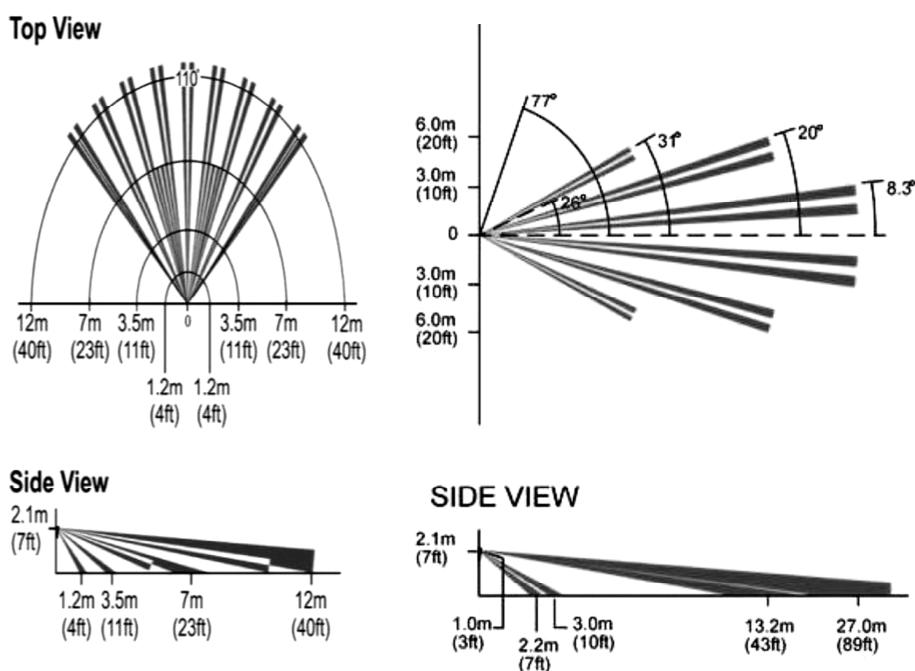 Top View
110°
12m 7m 3.5m 0 3.5m 7m 12m
(40ft) (23ft) (11ft) (11ft) (23ft) (40ft)
1.2m 1.2m
(4ft) (4ft)
77°
6.0m
(20ft)
31°
20°
3.0m
(10ft)
26°
8.3°
0
3.0m
(10ft)
6.0m
(20ft)
Side View
2.1m
(7ft)
1.2m 3.5m 7m 12m
(4ft) (11ft) (23ft) (40ft)
SIDE VIEW
2.1m
(7ft)
1.0m 3.0m 13.2m 27.0m
(3ft) (10ft) (43ft) (89ft)
2.2m
(7ft)